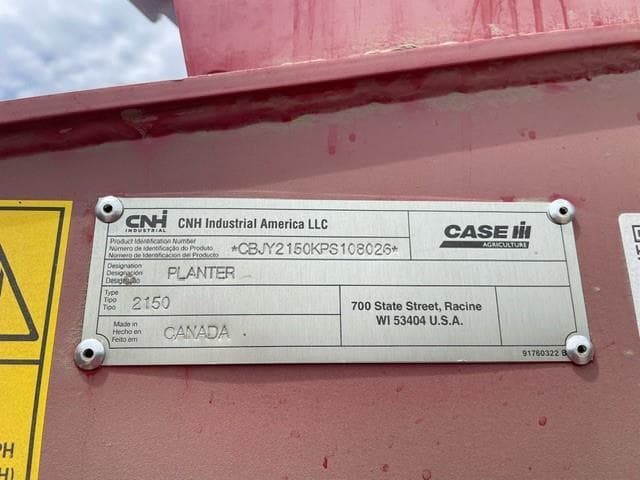 CNH
INDUSTRIAL
CNH Industrial America LLC
Product Identification Number
Número de Identificação do Produto
Número de Identificación del Producto
*CBJY2150KPS108026*
CASE IH
AGRICULTURE
Designation
Designación
Designação
PLANTER
Type
Tipo
Tipo
2150
700 State Street, Racine
WI 53404 U.S.A.
Made in
Hecho en
Feito em
CANADA
91760322 B
PH
H)